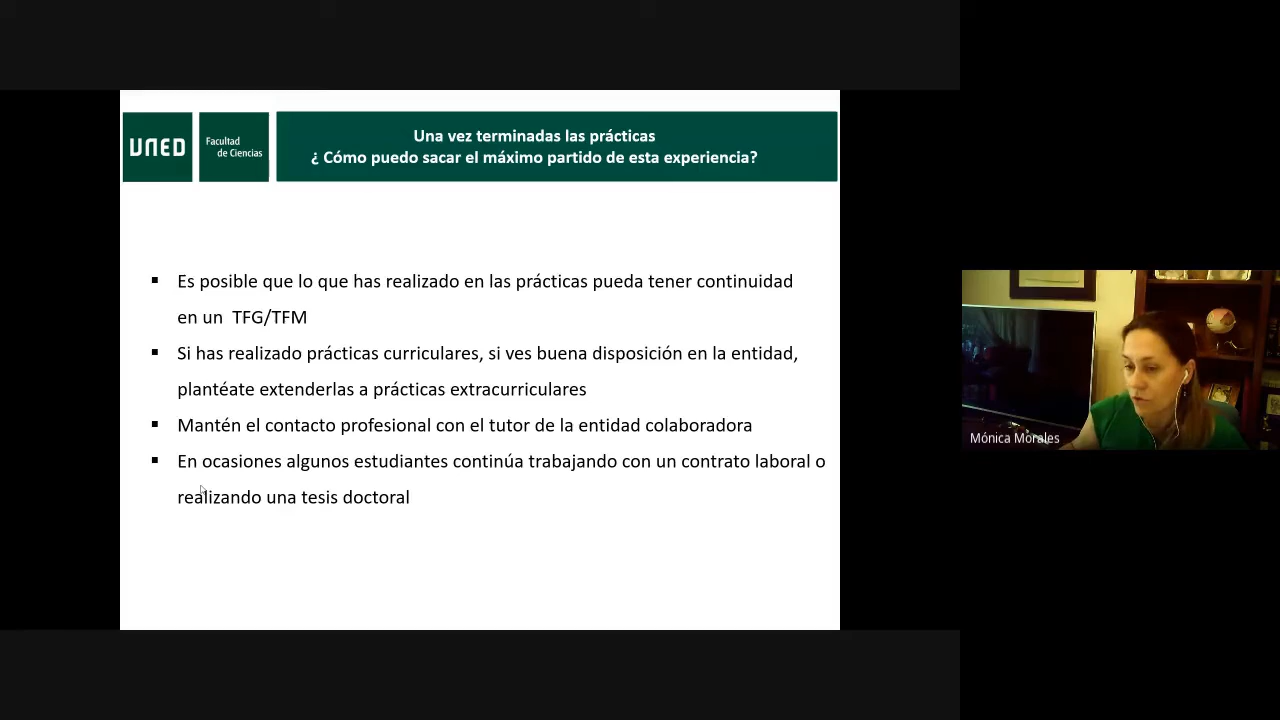 UNED
Facultad
de Ciencias
Una vez terminadas las prácticas
¿ Cómo puedo sacar el máximo partido de esta experiencia?
▪ Es posible que lo que has realizado en las prácticas pueda tener continuidad
en un TFG/TFM
▪ Si has realizado prácticas curriculares, si ves buena disposición en la entidad,
plantéate extenderlas a prácticas extracurriculares
▪ Mantén el contacto profesional con el tutor de la entidad colaboradora
▪ En ocasiones algunos estudiantes continúa trabajando con un contrato laboral o
realizando una tesis doctoral
Mónica Morales